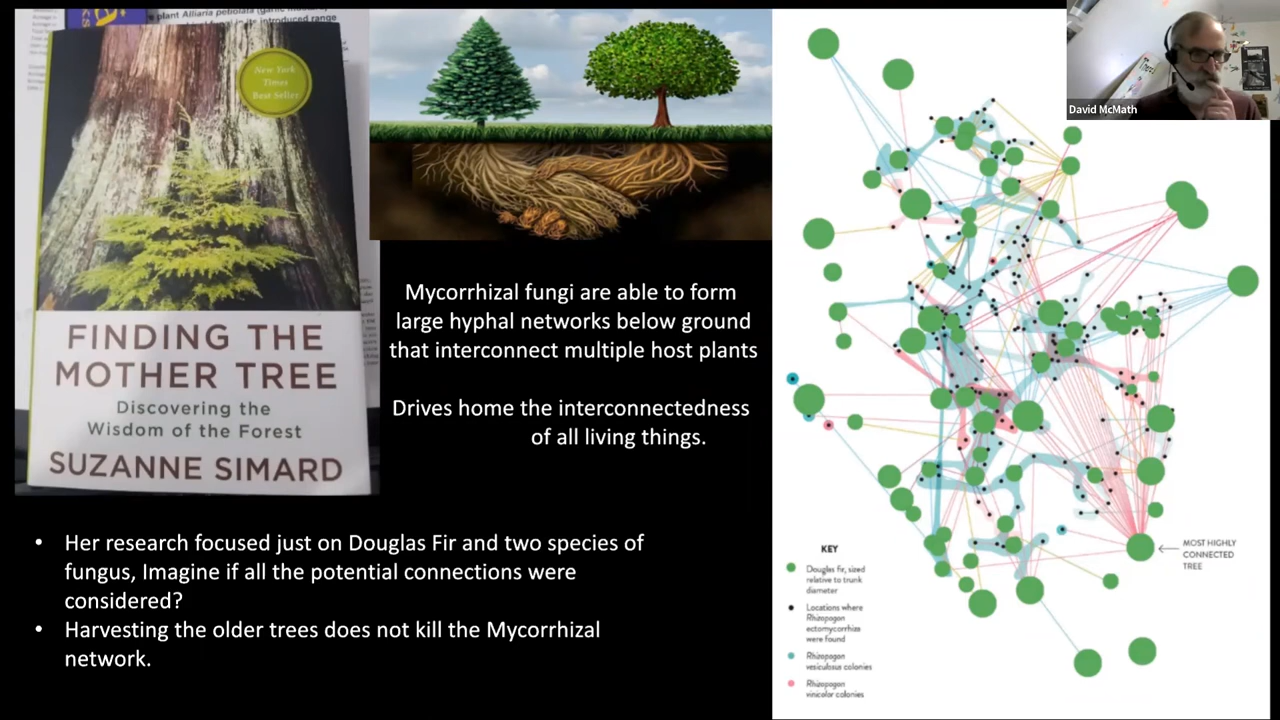 plant Alliaria petiolata
introduced range
New York
Times
Best Seller
FINDING THE
MOTHER TREE
Discovering the
Wisdom of the Forest
SUZANNE SIMARD
Mycorrhizal fungi are able to form
large hyphal networks below ground
that interconnect multiple host plants
Drives home the interconnectedness
of all living things.
• Her research focused just on Douglas Fir and two species of
fungus, Imagine if all the potential connections were
considered?
• Harvesting the older trees does not kill the Mycorrhizal
network.
David McMath
MOST HIGHLY
CONNECTED
TREE
KEY
Douglas fir, sized
relative to trunk
diameter
Locations where
Rhizopogon
ectomycorrhiza
were found
Rhizopogon
vesiculosus colonies
Rhizopogon
vinicolor colonies